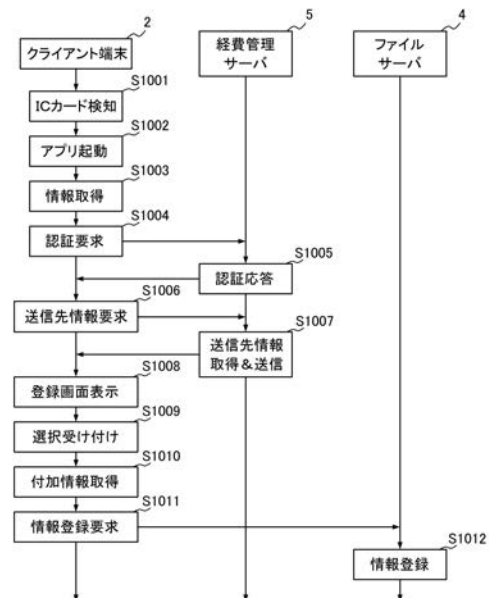 2
クライアント端末
5
経費管理
サーバ
4
ファイル
サーバ
S1001
ICカード検知
S1002
アプリ起動
S1003
情報取得
S1004
認証要求
S1005
認証応答
S1006
送信先情報要求
S1007
送信先情報
取得&送信
S1008
登録画面表示
S1009
選択受け付け
S1010
付加情報取得
S1011
情報登録要求
S1012
情報登録